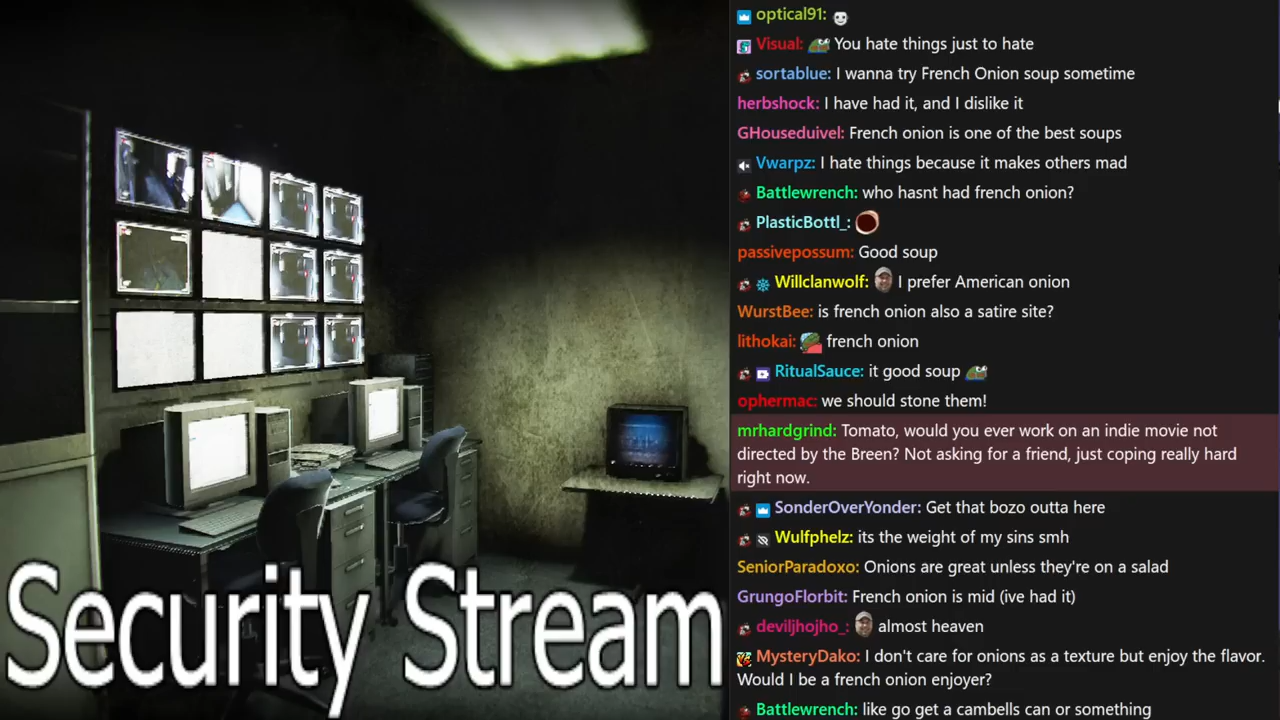 optical91:
Visual: You hate things just to hate
sortablue: I wanna try French Onion soup sometime
herbshock: I have had it, and I dislike it
GHouseduivel: French onion is one of the best soups
Vwarpz: I hate things because it makes others mad
Battlewrench: who hasnt had french onion?
PlasticBottl_:
passivepossum: Good soup
Willclanwolf: I prefer American onion
WurstBee: is french onion also a satire site?
lithokai: french onion
RitualSauce: it good soup
ophermac: we should stone them!
mrhardgrind: Tomato, would you ever work on an indie movie not
directed by the Breen? Not asking for a friend, just coping really hard
right now.
SonderOverYonder: Get that bozo outta here
Wulfphelz: its the weight of my sins smh
SeniorParadoxo: Onions are great unless they're on a salad
GrungoFlorbit: French onion is mid (ive had it)
deviljhojho_: almost heaven
MysteryDako: I don't care for onions as a texture but enjoy the flavor.
Would I be a french onion enjoyer?
Battlewrench: like go get a cambells can or something
Security Stream